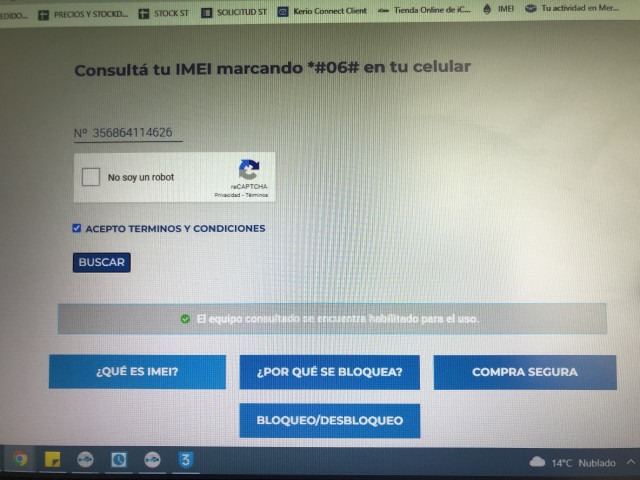 EDIDO...
PRECIOS Y STOCKD...
STOCK ST
SOLICITUD ST
Kerio Connect Client
Tienda Online de iC...
IMEI
Tu actividad en Mer...
Consultá tu IMEI marcando *#06# en tu celular
Nº 356864114626
No soy un robot
reCAPTCHA
Privacidad - Términos
ACEPTO TERMINOS Y CONDICIONES
BUSCAR
El equipo consultado se encuentra habilitado para el uso.
¿QUÉ ES IMEI?
¿POR QUÉ SE BLOQUEA?
COMPRA SEGURA
BLOQUEO/DESBLOQUEO
3
14°C Nublado